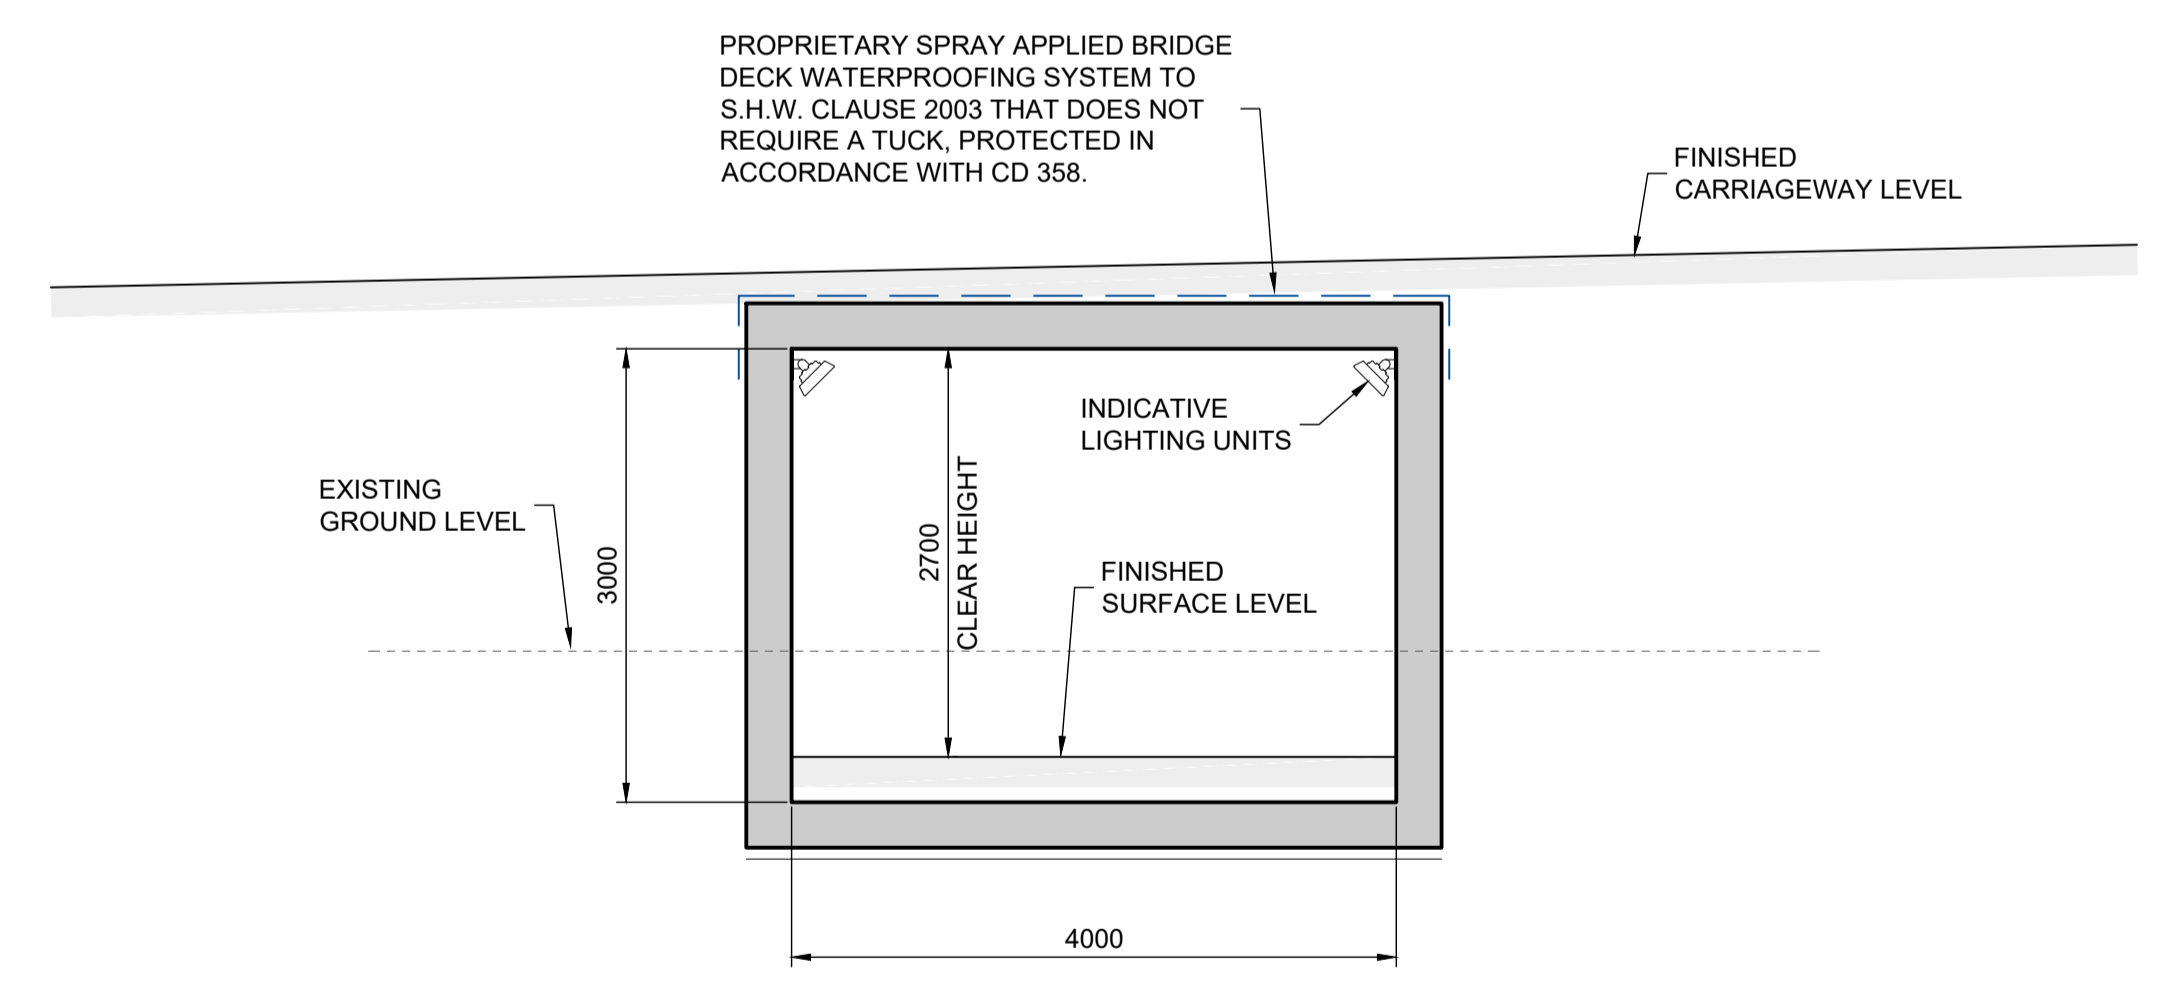 PROPRIETARY SPRAY APPLIED BRIDGE
DECK WATERPROOFING SYSTEM TO
S.H.W. CLAUSE 2003 THAT DOES NOT
REQUIRE A TUCK, PROTECTED IN
ACCORDANCE WITH CD 358.
FINISHED
CARRIAGEWAY LEVEL
INDICATIVE
LIGHTING UNITS
EXISTING
GROUND LEVEL
3000
2700
CLEAR HEIGHT
FINISHED
SURFACE LEVEL
4000